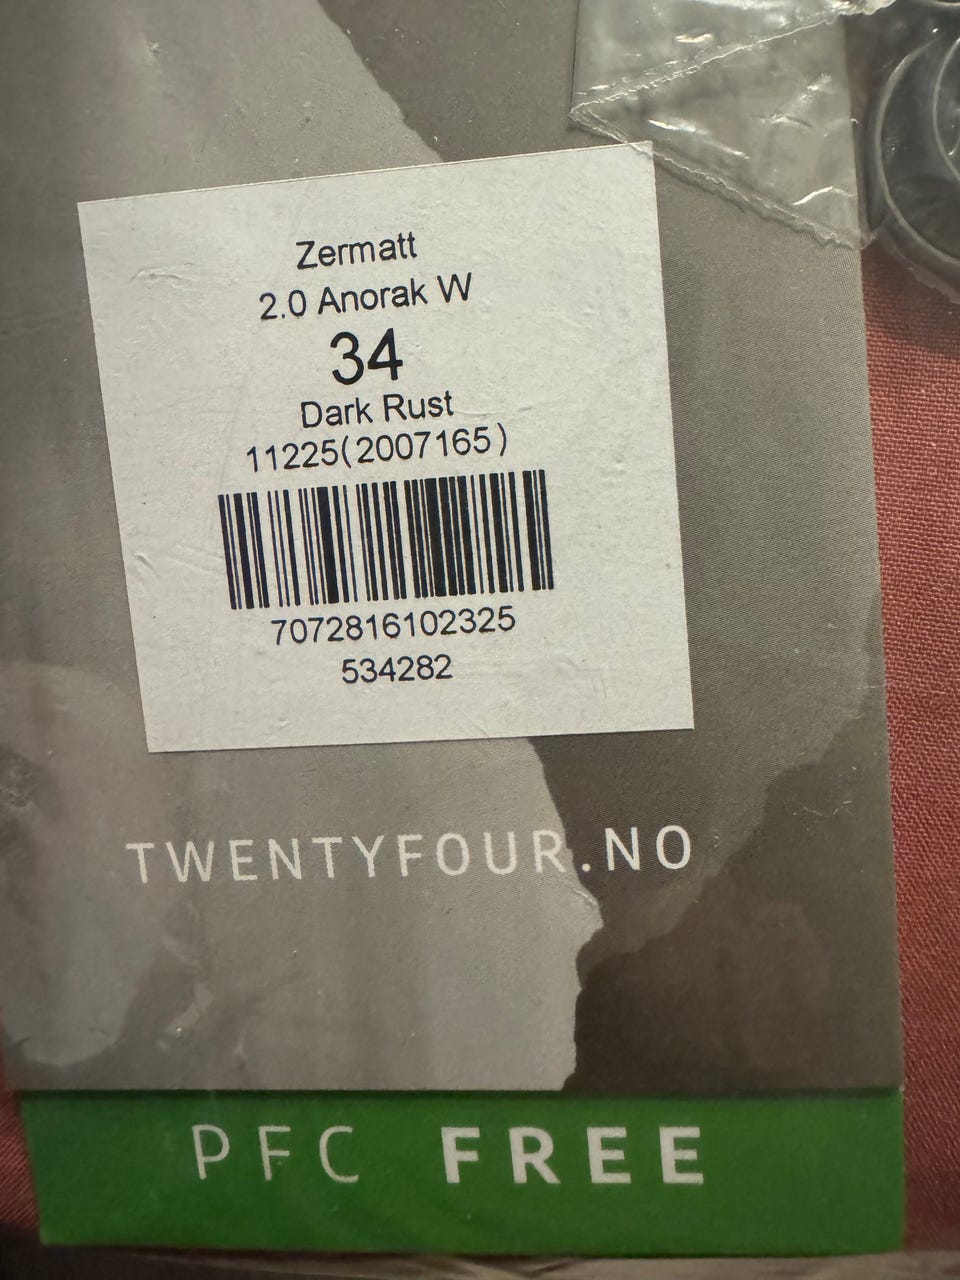 Zermatt
2.0 Anorak W
34
Dark Rust
11225(2007165)
7072816102325
534282
TWENTYFOUR.NO
PFC FREE